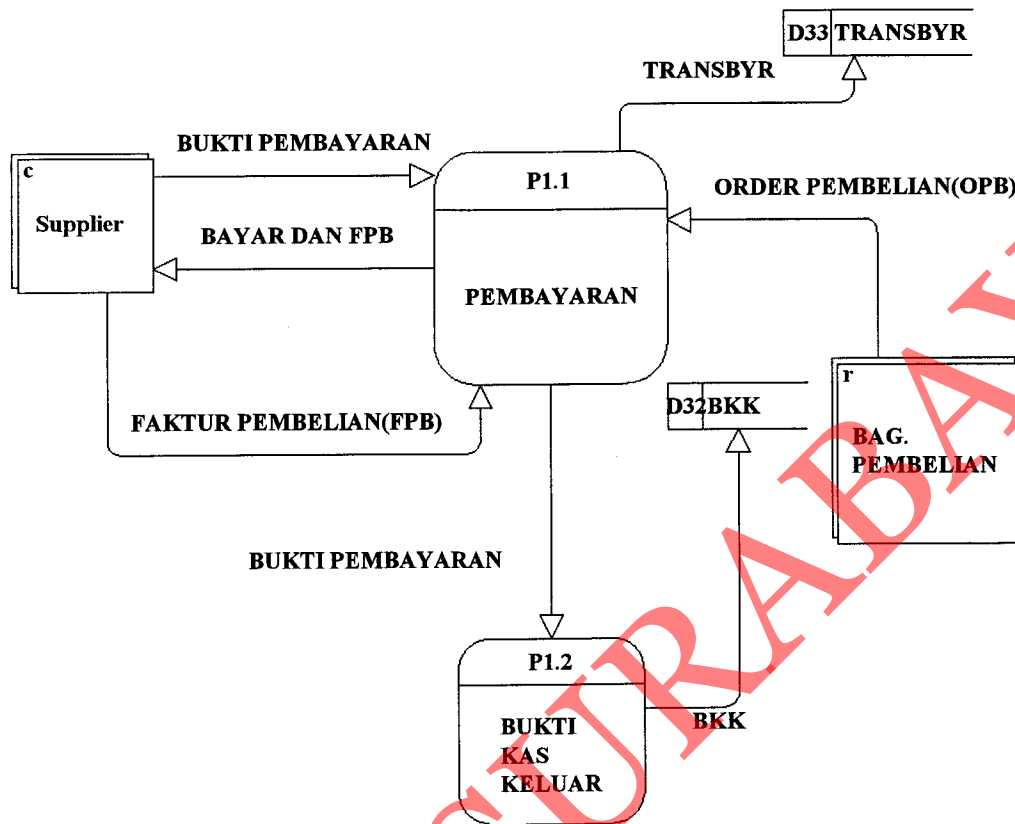 D33 TRANSBYR
TRANSBYR
BUKTI PEMBAYARAN
c
Supplier
P1.1
PEMBAYARAN
ORDER PEMBELIAN(OPB)
BAYAR DAN FPB
FAKTUR PEMBELIAN(FPB)
D32BKK
r
BAG.
PEMBELIAN
BUKTI PEMBAYARAN
P1.2
BUKTI
KAS
KELUAR
BKK
SURABAY